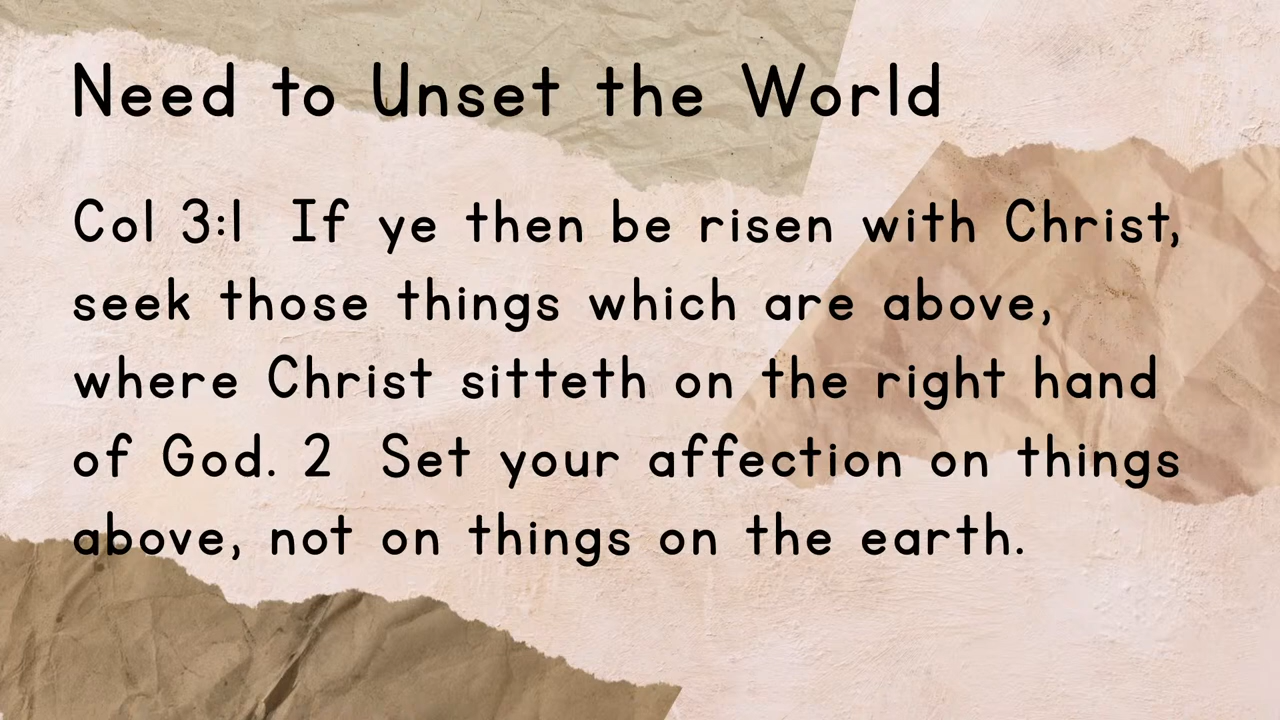 Need to Unset the World
Col 3:1  If ye then be risen with Christ,
seek those things which are above,
where Christ sitteth on the right hand
of God. 2  Set your affection on things
above, not on things on the earth.